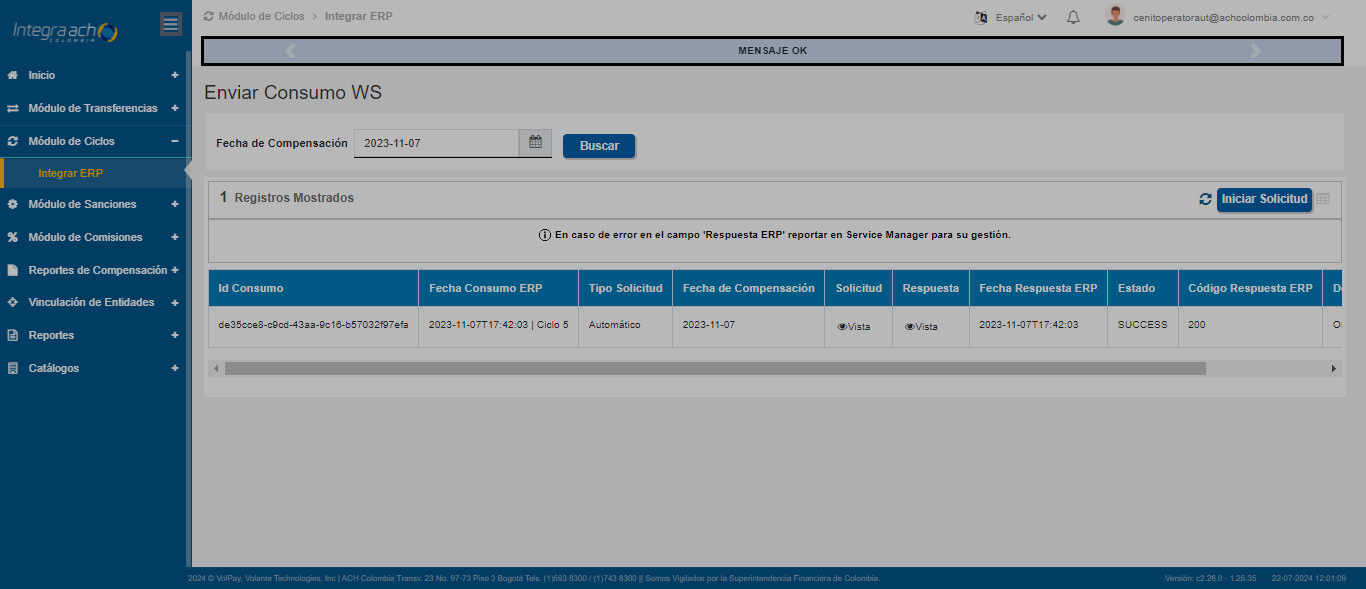 Integra ach
COLOMBIA
Módulo de Ciclos > Integrar ERP
Español
cenitoperatoraut@achcolombia.com.co
MENSAJE OK
Inicio +
Módulo de Transferencias +
Módulo de Ciclos −
Integrar ERP
Módulo de Sanciones +
Módulo de Comisiones +
Reportes de Compensación +
Vinculación de Entidades +
Reportes +
Catálogos +
Enviar Consumo WS
Fecha de Compensación 2023-11-07 Buscar
1 Registros Mostrados Iniciar Solicitud
En caso de error en el campo 'Respuesta ERP' reportar en Service Manager para su gestión.
Id Consumo Fecha Consumo ERP Tipo Solicitud Fecha de Compensación Solicitud Respuesta Fecha Respuesta ERP Estado Código Respuesta ERP
de35cce8-c9cd-43aa-9c16-b57032f97efa 2023-11-07T17:42:03 | Ciclo 5 Automático 2023-11-07 Vista Vista 2023-11-07T17:42:03 SUCCESS 200
2024 © VolPay, Volante Technologies, Inc | ACH Colombia Transv. 23 No. 97-73 Piso 3 Bogotá Tels. (1)593 8300 / (1)743 8300 || Somos Vigilados por la Superintendencia Financiera de Colombia. Versión: c2.26.0 - 1.25.35 22-07-2024 12:01:09